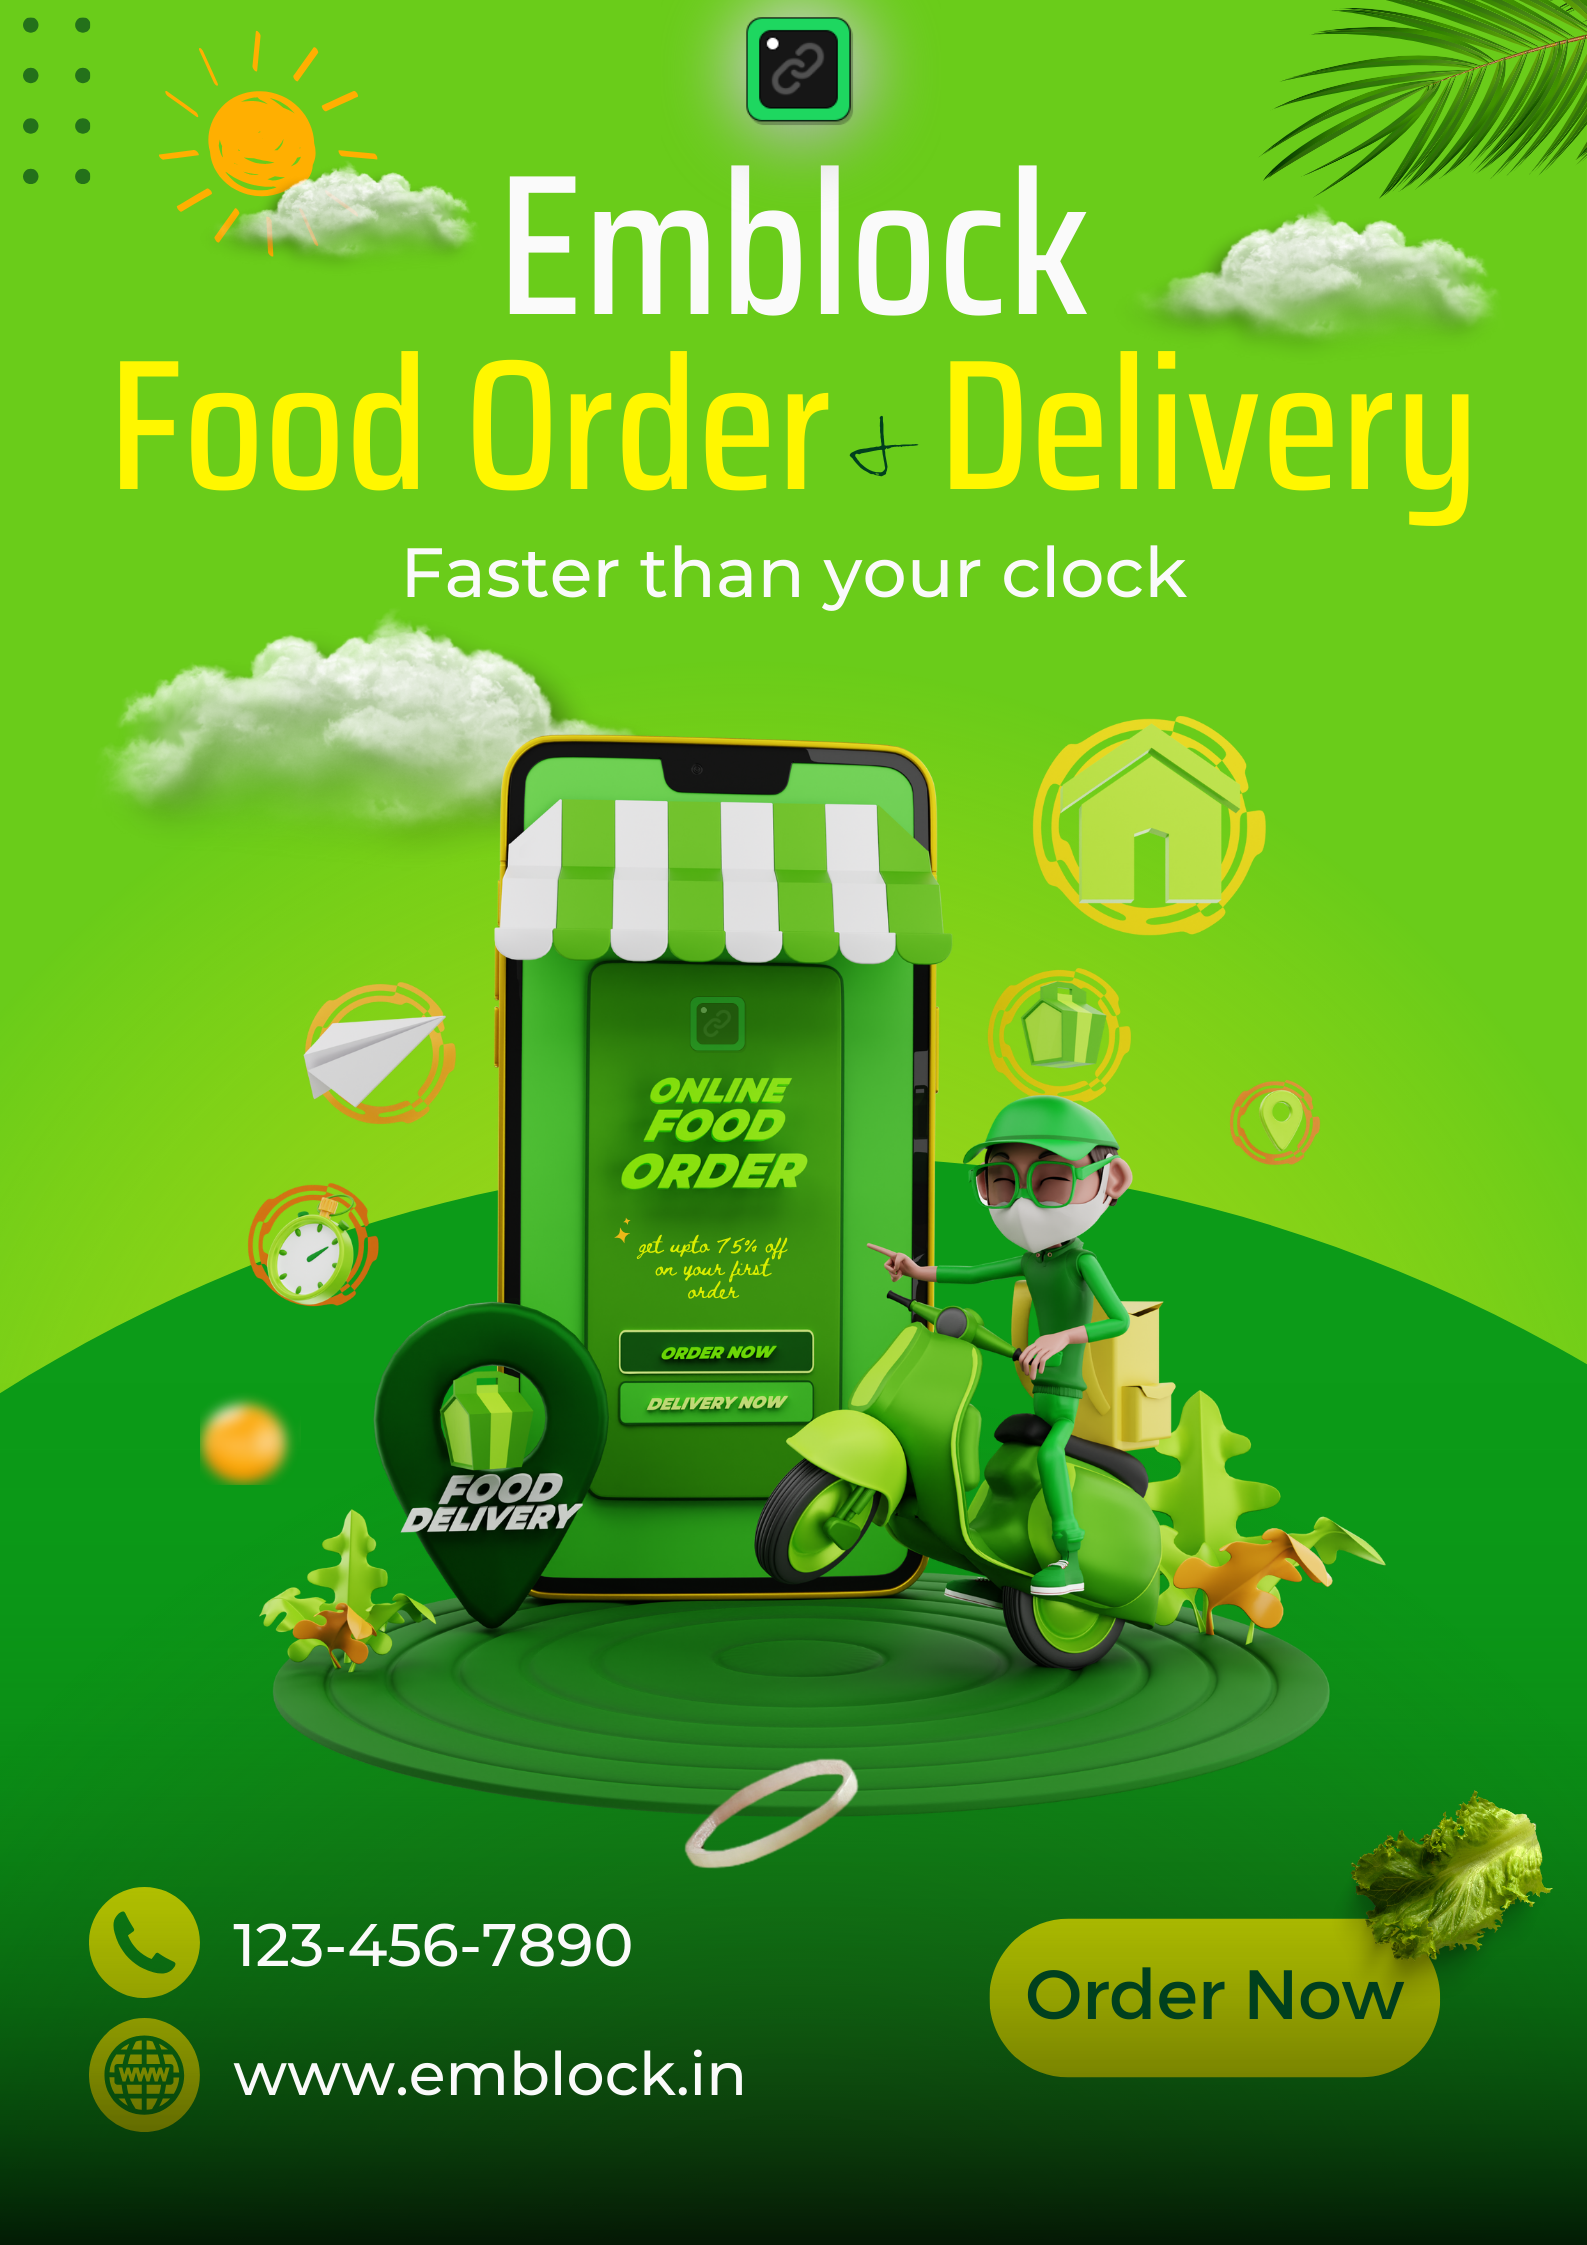 Emblock
Food Order & Delivery
Faster than your clock
ONLINE
FOOD
ORDER
get upto 75% off
on your first
order
ORDER NOW
DELIVERY NOW
FOOD
DELIVERY
123-456-7890
Order Now
WWW
www.emblock.in